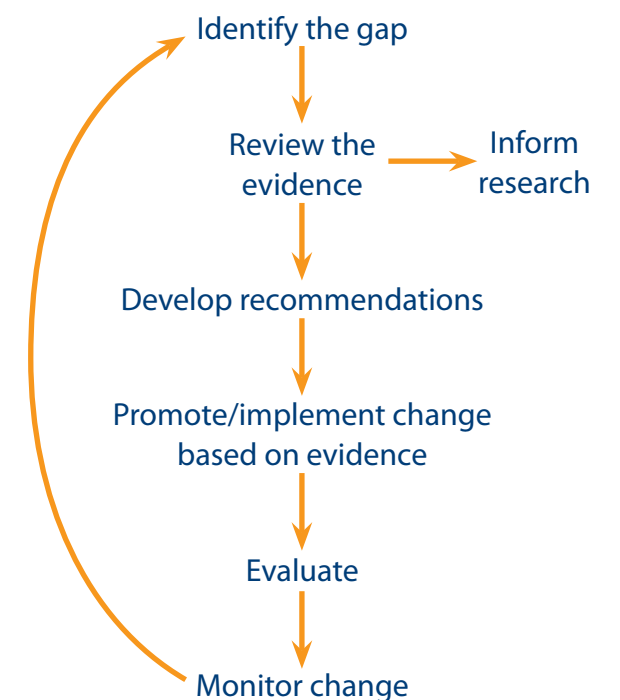 Identify the gap
Review the
evidence
Inform
research
Develop recommendations
Promote/implement change
based on evidence
Evaluate
Monitor change